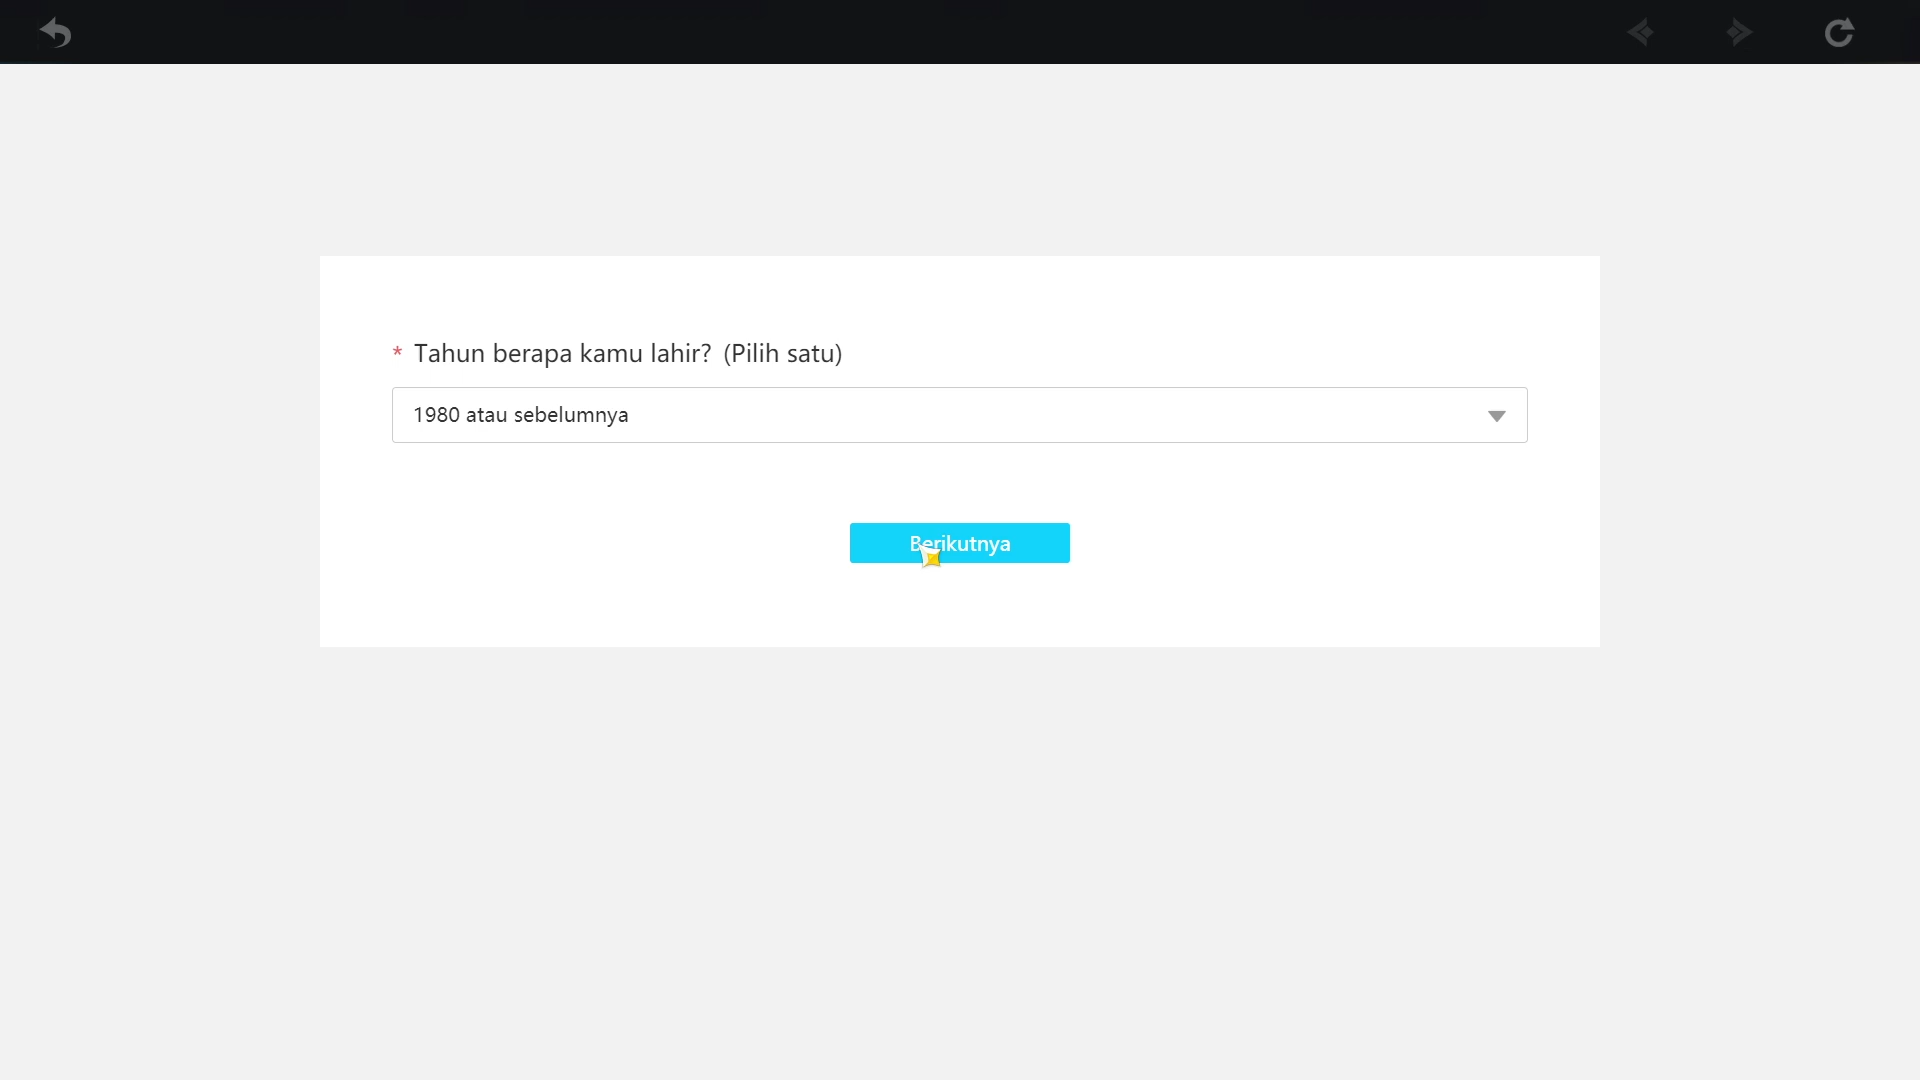 * Tahun berapa kamu lahir? (Pilih satu)
1980 atau sebelumnya
Berikutnya